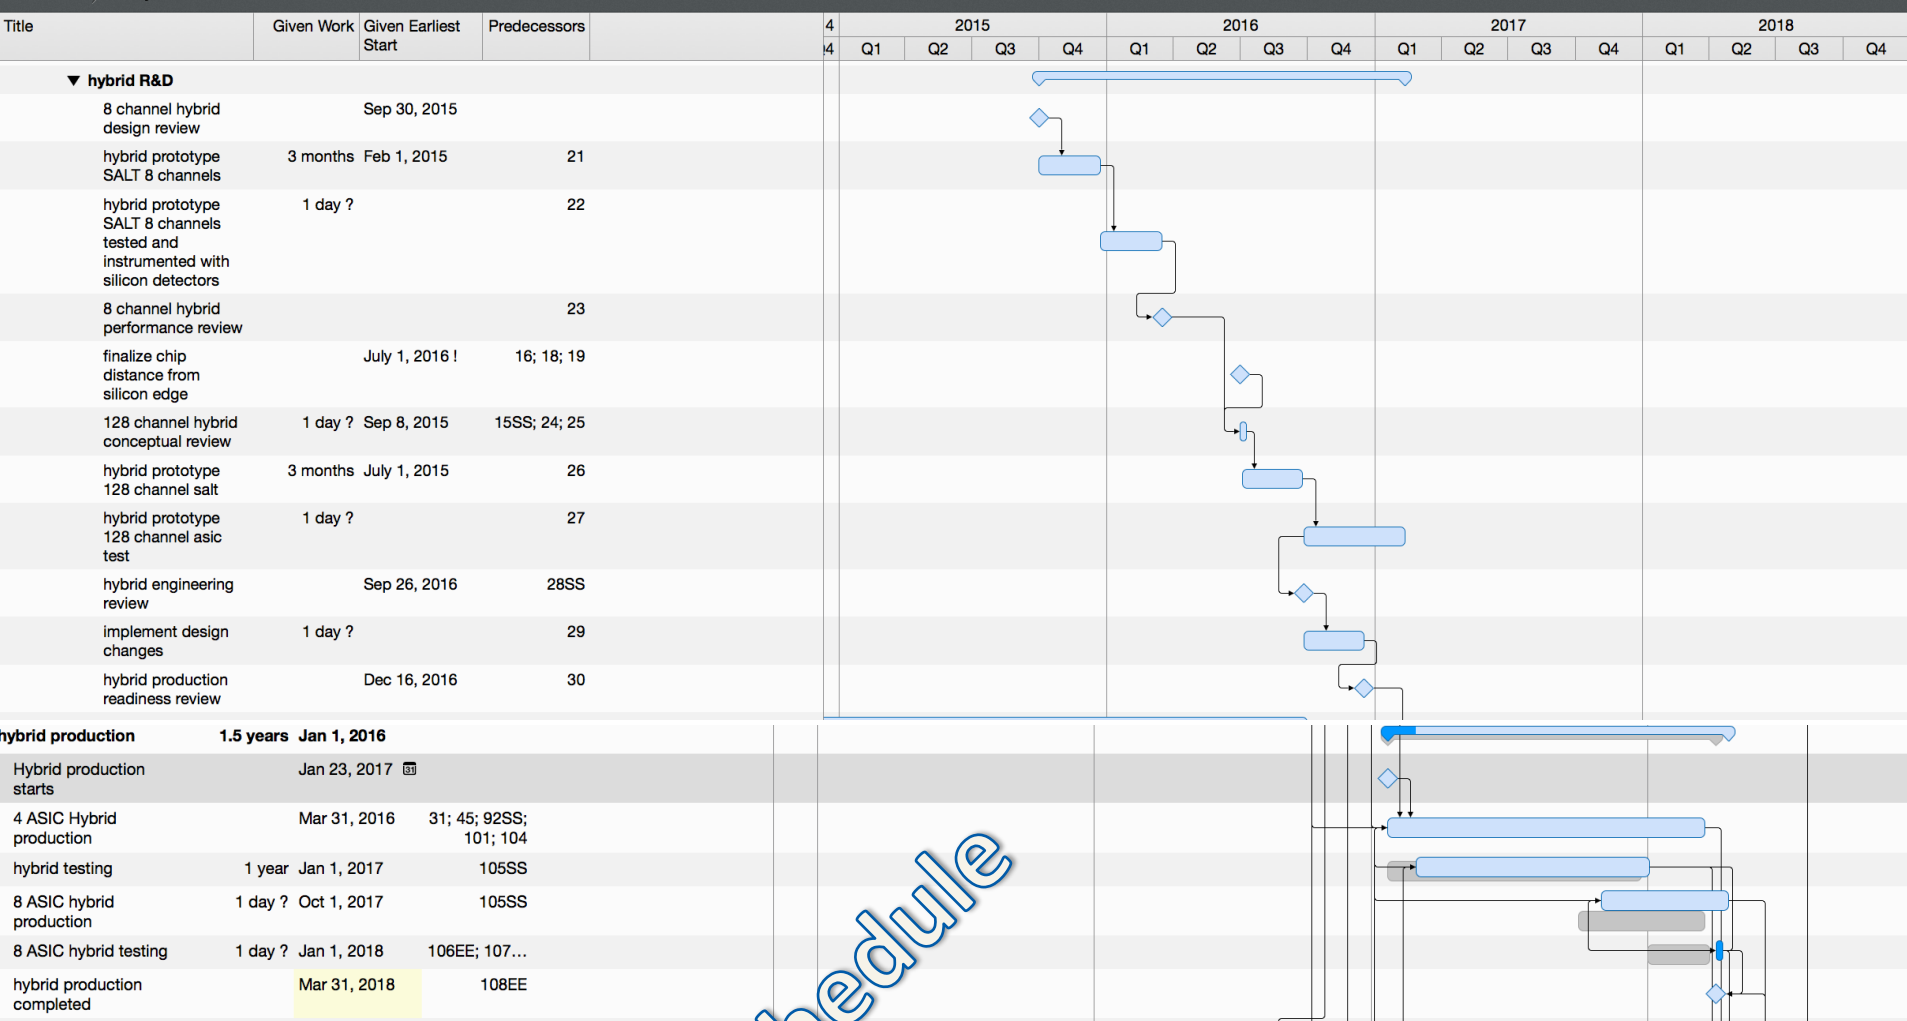 Title Given Work Given Earliest Predecessors 4 2015 2016 2017 2018
Start Q1 Q2 Q3 Q4 Q1 Q2 Q3 Q4 Q1 Q2 Q3 Q4 Q1 Q2 Q3 Q4
hybrid R&D
8 channel hybrid Sep 30, 2015
design review
hybrid prototype 3 months Feb 1, 2015 21
SALT 8 channels
hybrid prototype 1 day ? 22
SALT 8 channels
tested and
instrumented with
silicon detectors
8 channel hybrid 23
performance review
finalize chip July 1, 2016 ! 16; 18; 19
distance from
silicon edge
128 channel hybrid 1 day ? Sep 8, 2015 15SS; 24; 25
conceptual review
hybrid prototype 3 months July 1, 2015 26
128 channel salt
hybrid prototype 1 day ? 27
128 channel asic
test
hybrid engineering Sep 26, 2016 28SS
review
implement design 1 day ? 29
changes
hybrid production Dec 16, 2016 30
readiness review
hybrid production 1.5 years Jan 1, 2016
Hybrid production Jan 23, 2017 31
starts
4 ASIC Hybrid Mar 31, 2016 31; 45; 92SS;
production 101; 104
hybrid testing 1 year Jan 1, 2017 105SS
8 ASIC hybrid 1 day ? Oct 1, 2017 105SS
production
8 ASIC hybrid testing 1 day ? Jan 1, 2018 106EE; 107...
hybrid production Mar 31, 2018 108EE
completed
hedule